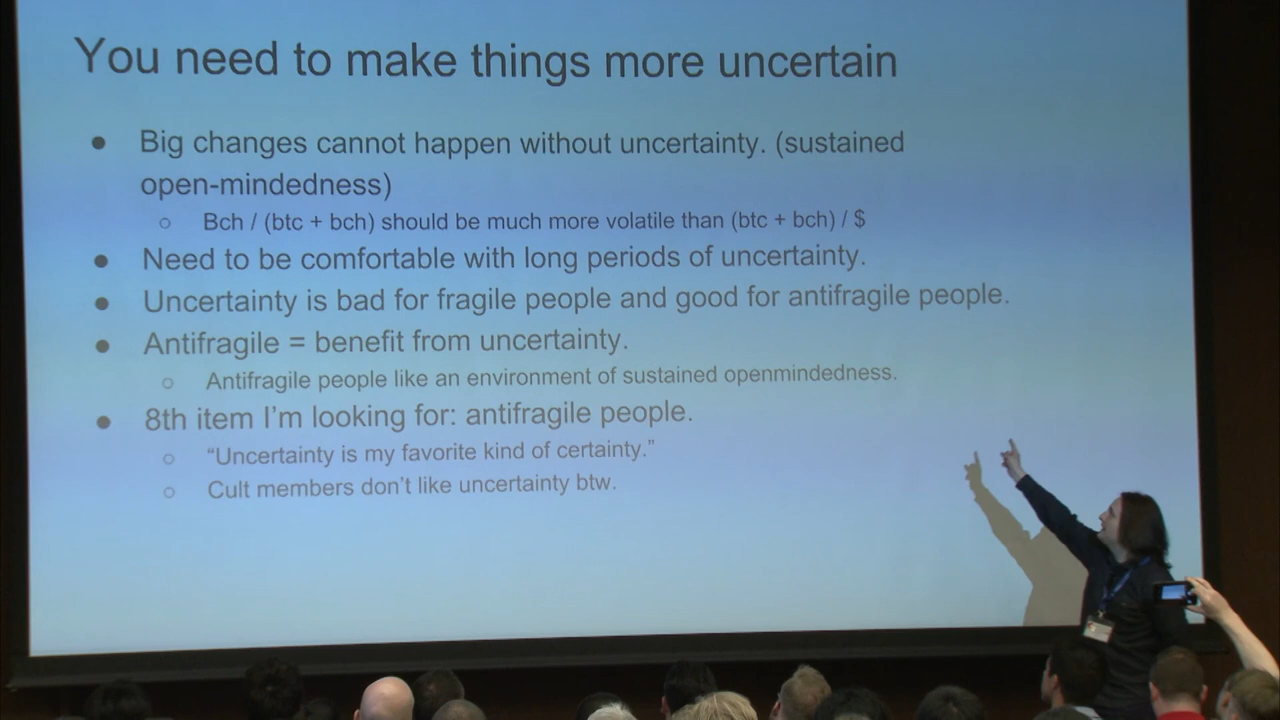 You need to make things more uncertain
● Big changes cannot happen without uncertainty. (sustained
open-mindedness)
○ Bch / (btc + bch) should be much more volatile than (btc + bch) / $
● Need to be comfortable with long periods of uncertainty.
● Uncertainty is bad for fragile people and good for antifragile people.
● Antifragile = benefit from uncertainty.
○ Antifragile people like an environment of sustained openmindedness.
● 8th item I'm looking for: antifragile people.
○ “Uncertainty is my favorite kind of certainty.”
○ Cult members don't like uncertainty btw.